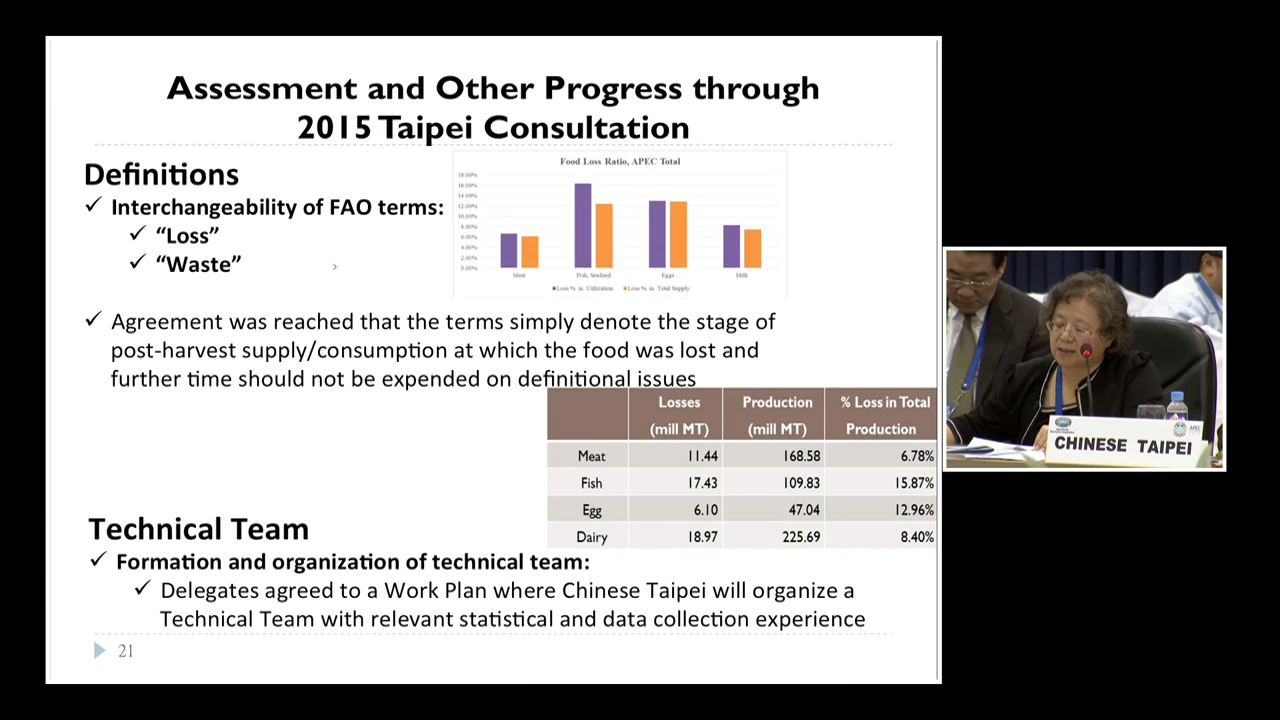 Assessment and Other Progress through
2015 Taipei Consultation
Definitions
✓ Interchangeability of FAO terms:
✓ “Loss”
✓ “Waste”
Food Loss Ratio, APEC Total
18.00%
16.00%
14.00%
12.00%
10.00%
8.00%
6.00%
4.00%
2.00%
0.00%
Meat Fish, Seafood Eggs Milk
Loss % in Utilization Loss % in Total Supply
✓ Agreement was reached that the terms simply denote the stage of
post-harvest supply/consumption at which the food was lost and
further time should not be expended on definitional issues
Losses Production % Loss in Total
(mill MT) (mill MT) Production
Meat 11.44 168.58 6.78%
Fish 17.43 109.83 15.87%
Egg 6.10 47.04 12.96%
Dairy 18.97 225.69 8.40%
Technical Team
✓ Formation and organization of technical team:
✓ Delegates agreed to a Work Plan where Chinese Taipei will organize a
Technical Team with relevant statistical and data collection experience
21
APEC
CHINESE TAIPEI